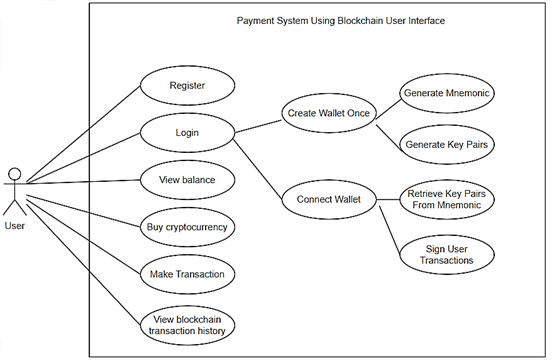 Payment System Using Blockchain User Interface
Register
Generate Mnemonic
Create Wallet Once
Login
Generate Key Pairs
View balance
Connect Wallet
Retrieve Key Pairs
From Mnemonic
User
Buy cryptocurrency
Sign User
Transactions
Make Transaction
View blockchain
transaction history